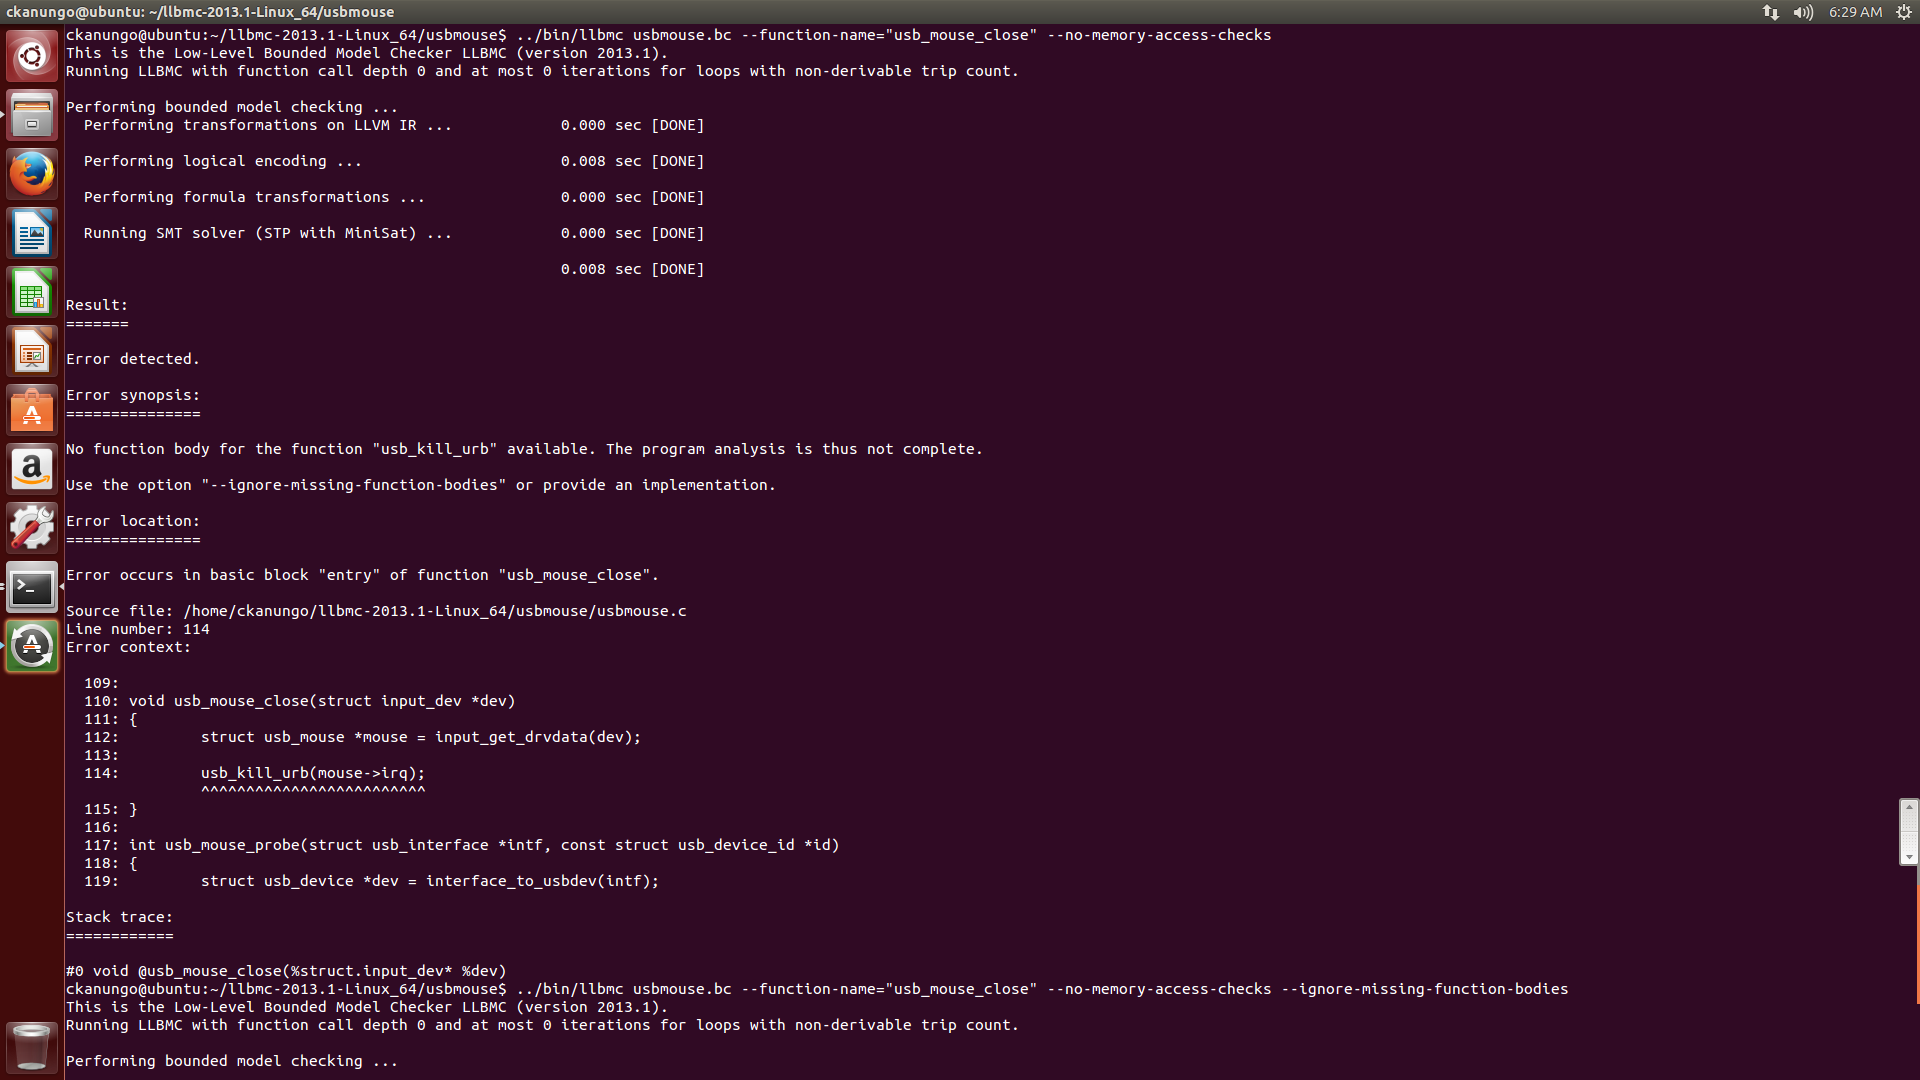 ckanungo@ubuntu: ~/llbmc-2013.1-Linux_64/usbmouse
6:29 AM
ckanungo@ubuntu:~/llbmc-2013.1-Linux_64/usbmouse$ ../bin/llbmc usbmouse.bc --function-name="usb_mouse_close" --no-memory-access-checks
This is the Low-Level Bounded Model Checker LLBMC (version 2013.1).
Running LLBMC with function call depth 0 and at most 0 iterations for loops with non-derivable trip count.
Performing bounded model checking ...
Performing transformations on LLVM IR ... 0.000 sec [DONE]
Performing logical encoding ... 0.008 sec [DONE]
Performing formula transformations ... 0.000 sec [DONE]
Running SMT solver (STP with MiniSat) ... 0.000 sec [DONE]
0.008 sec [DONE]
Result:
=======
Error detected.
Error synopsis:
===============
No function body for the function "usb_kill_urb" available. The program analysis is thus not complete.
Use the option "--ignore-missing-function-bodies" or provide an implementation.
Error location:
===============
Error occurs in basic block "entry" of function "usb_mouse_close".
Source file: /home/ckanungo/llbmc-2013.1-Linux_64/usbmouse/usbmouse.c
Line number: 114
Error context:
109:
110: void usb_mouse_close(struct input_dev *dev)
111: {
112:         struct usb_mouse *mouse = input_get_drvdata(dev);
113:
114:         usb_kill_urb(mouse->irq);
^^^^^^^^^^^^^^^^^^^^^^^^^
115: }
116:
117: int usb_mouse_probe(struct usb_interface *intf, const struct usb_device_id *id)
118: {
119:         struct usb_device *dev = interface_to_usbdev(intf);
Stack trace:
============
#0 void @usb_mouse_close(%struct.input_dev* %dev)
ckanungo@ubuntu:~/llbmc-2013.1-Linux_64/usbmouse$ ../bin/llbmc usbmouse.bc --function-name="usb_mouse_close" --no-memory-access-checks --ignore-missing-function-bodies
This is the Low-Level Bounded Model Checker LLBMC (version 2013.1).
Running LLBMC with function call depth 0 and at most 0 iterations for loops with non-derivable trip count.
Performing bounded model checking ...